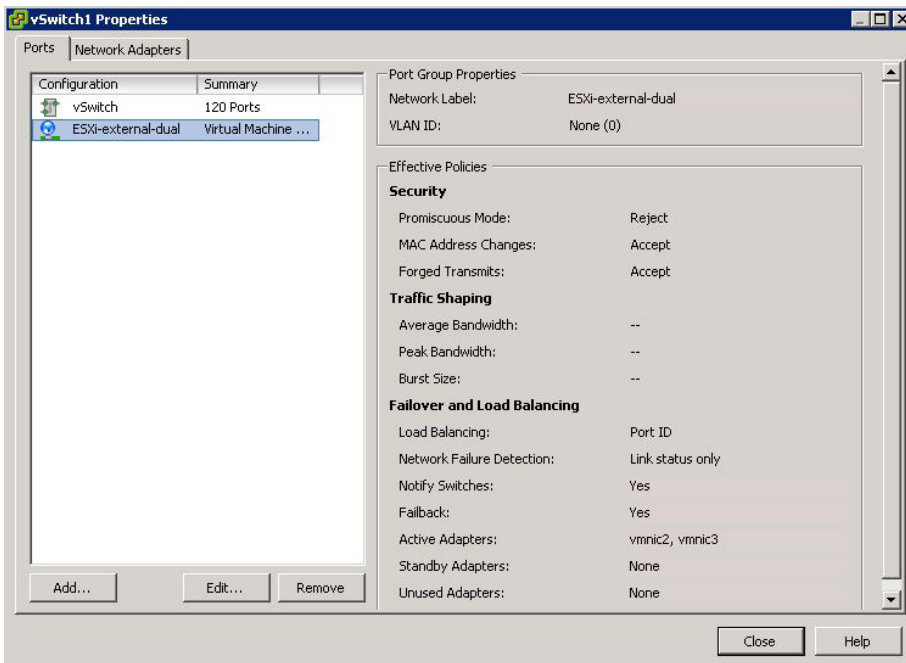 vSwitch1 Properties
Ports Network Adapters
Configuration Summary
vSwitch 120 Ports
ESXi-external-dual Virtual Machine ...
Add... Edit... Remove
Port Group Properties
Network Label: ESXi-external-dual
VLAN ID: None (0)
Effective Policies
Security
Promiscuous Mode: Reject
MAC Address Changes: Accept
Forged Transmits: Accept
Traffic Shaping
Average Bandwidth: --
Peak Bandwidth: --
Burst Size: --
Failover and Load Balancing
Load Balancing: Port ID
Network Failure Detection: Link status only
Notify Switches: Yes
Failback: Yes
Active Adapters: vmnic2, vmnic3
Standby Adapters: None
Unused Adapters: None
Close Help